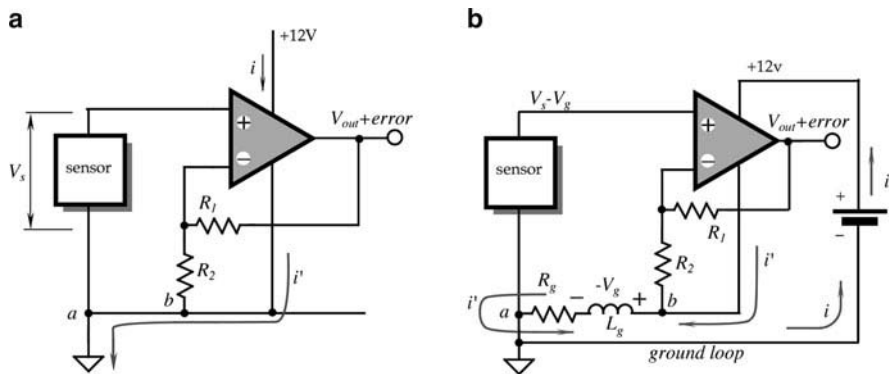 a
+12V
i
V_out+error
+
−
sensor
V_s
R_1
R_2
i'
b
a
b
+12v
V_s-V_g
V_out+error
+
−
sensor
i
+
−
R_1
R_2
i'
-V_g
R_g
−
+
b
i'
a
L_g
i
ground loop